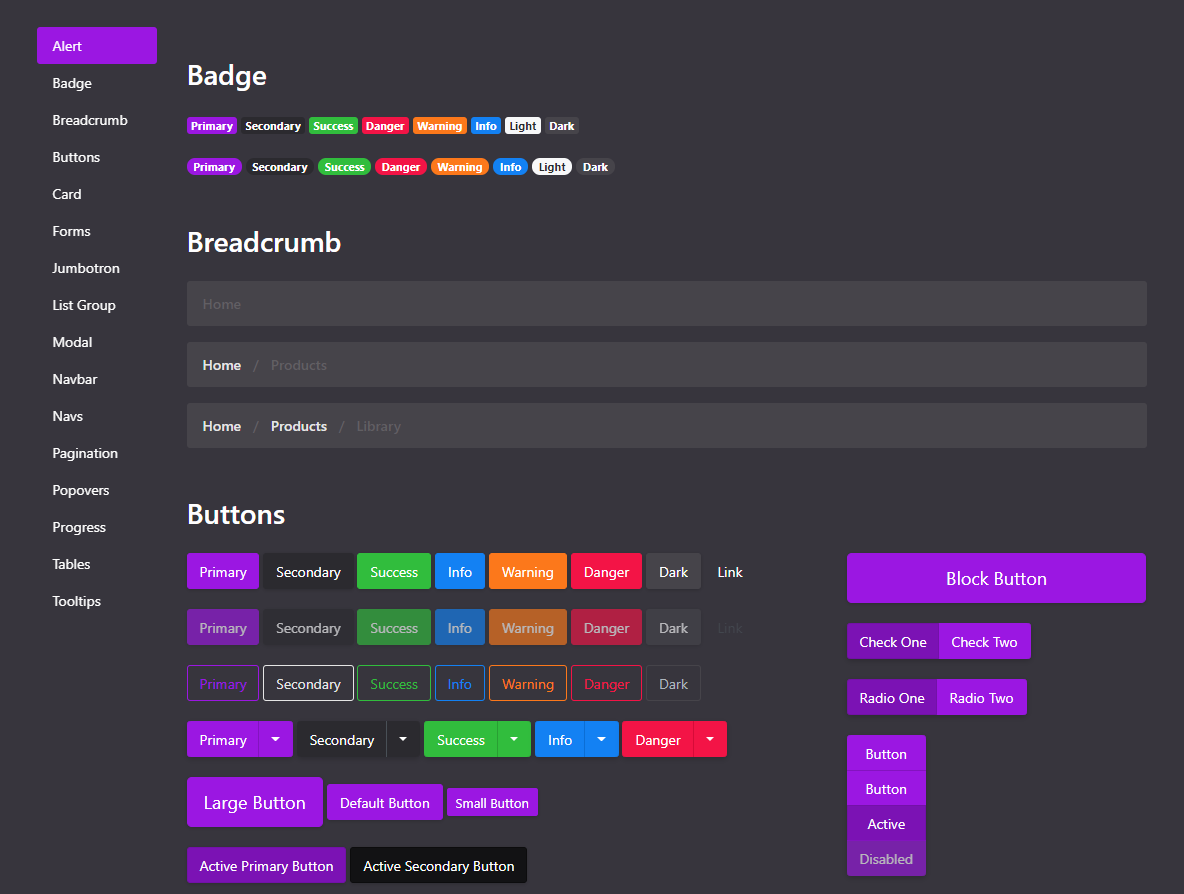 Alert
Badge
Breadcrumb
Buttons
Card
Forms
Jumbotron
List Group
Modal
Navbar
Navs
Pagination
Popovers
Progress
Tables
Tooltips
Badge
Primary Secondary Success Danger Warning Info Light Dark
Primary Secondary Success Danger Warning Info Light Dark
Breadcrumb
Home
Home / Products
Home / Products / Library
Buttons
Primary Secondary Success Info Warning Danger Dark Link
Primary Secondary Success Info Warning Danger Dark Link
Primary Secondary Success Info Warning Danger Dark
Primary Secondary Success Info Danger
Large Button Default Button Small Button
Active Primary Button Active Secondary Button
Block Button
Check One Check Two
Radio One Radio Two
Button
Button
Active
Disabled